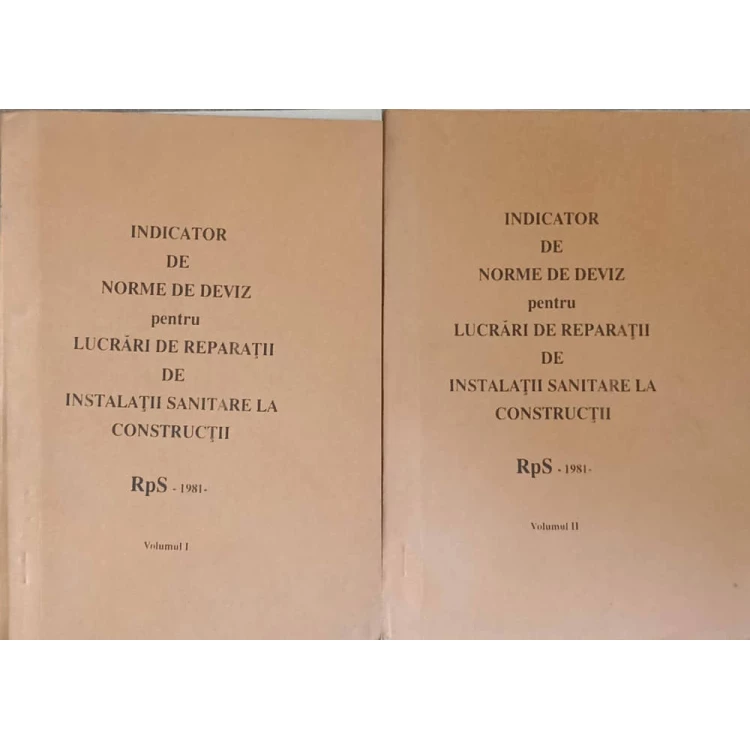 INDICATOR
DE
NORME DE DEVIZ
pentru
LUCRĂRI DE REPARAŢII
DE
INSTALAŢII SANITARE LA
CONSTRUCŢII
RpS - 1981-
Volumul I
INDICATOR
DE
NORME DE DEVIZ
pentru
LUCRĂRI DE REPARAŢII
DE
INSTALAŢII SANITARE LA
CONSTRUCŢII
RpS - 1981-
Volumul II